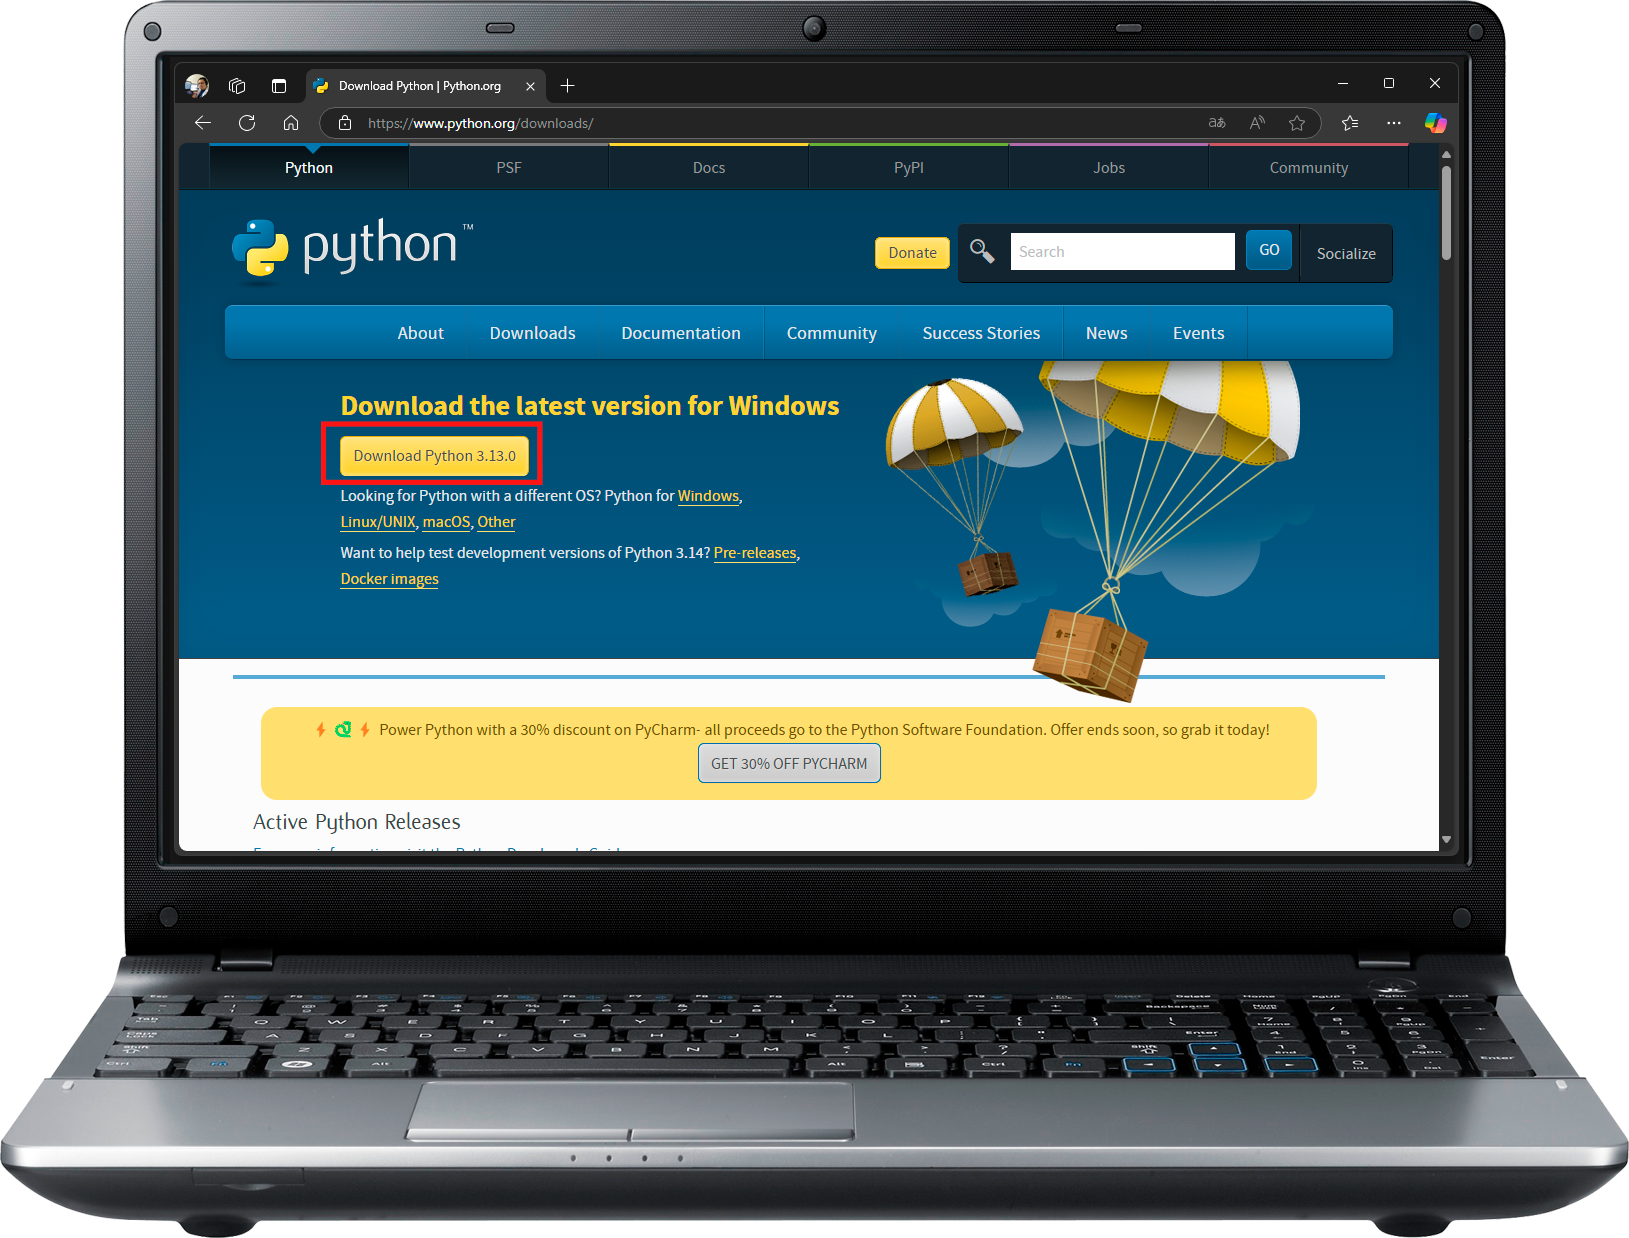 Download Python | Python.org
https://www.python.org/downloads/
Python
PSF
Docs
PyPI
Jobs
Community
python™
Donate
Search
GO
Socialize
About
Downloads
Documentation
Community
Success Stories
News
Events
Download the latest version for Windows
Download Python 3.13.0
Looking for Python with a different OS? Python for Windows,
Linux/UNIX, macOS, Other
Want to help test development versions of Python 3.14? Pre-releases,
Docker images
Power Python with a 30% discount on PyCharm- all proceeds go to the Python Software Foundation. Offer ends soon, so grab it today!
GET 30% OFF PYCHARM
Active Python Releases